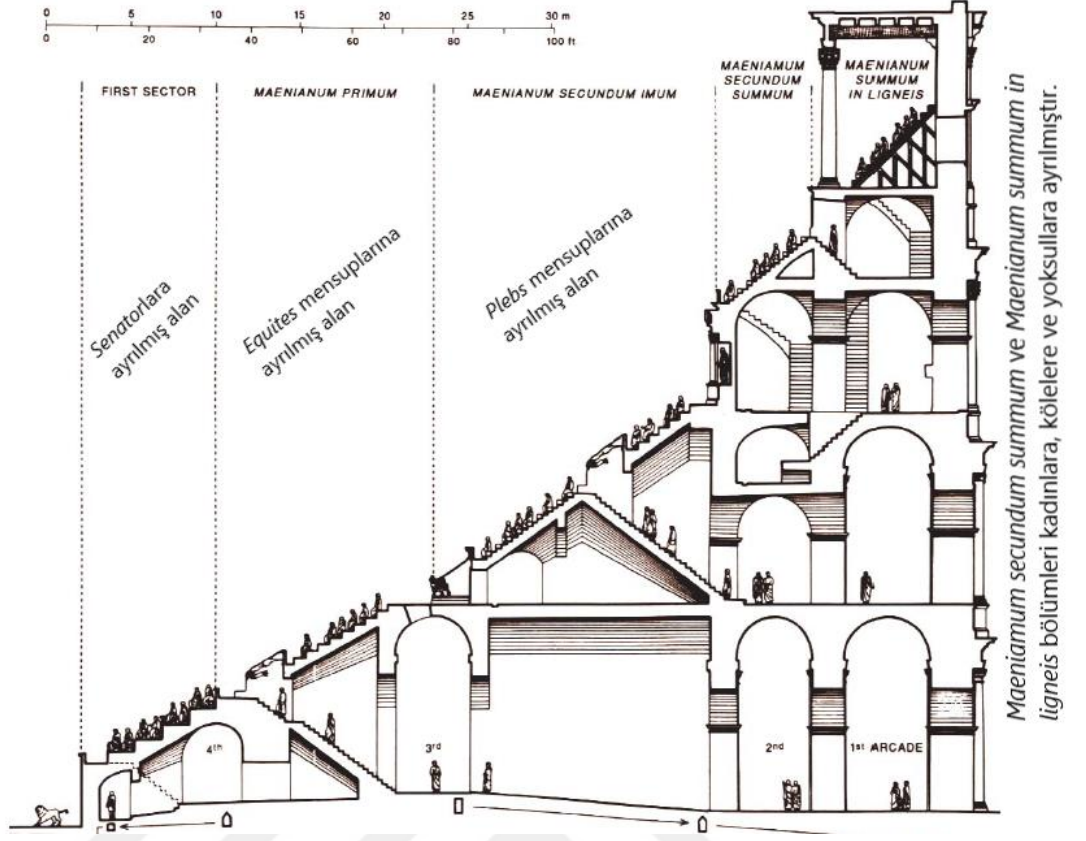 0 5 10 15 20 25 30 m
0 20 40 60 80 100 ft
FIRST SECTOR
MAENIANUM PRIMUM
MAENIANUM SECUNDUM IMUM
MAENIAMUM
SECUNDUM
SUMMUM
MAENIANUM
SUMMUM
IN LIGNEIS
Senatorlara
ayrılmış alan
Equites mensuplarına
ayrılmış alan
Plebs mensuplarına
ayrılmış alan
4th
3rd
2nd
1st ARCADE
Maeniamum secundum summum ve Maenianum summum in
ligneis bölümleri kadınlara, kölelere ve yoksullara ayrılmıştır.